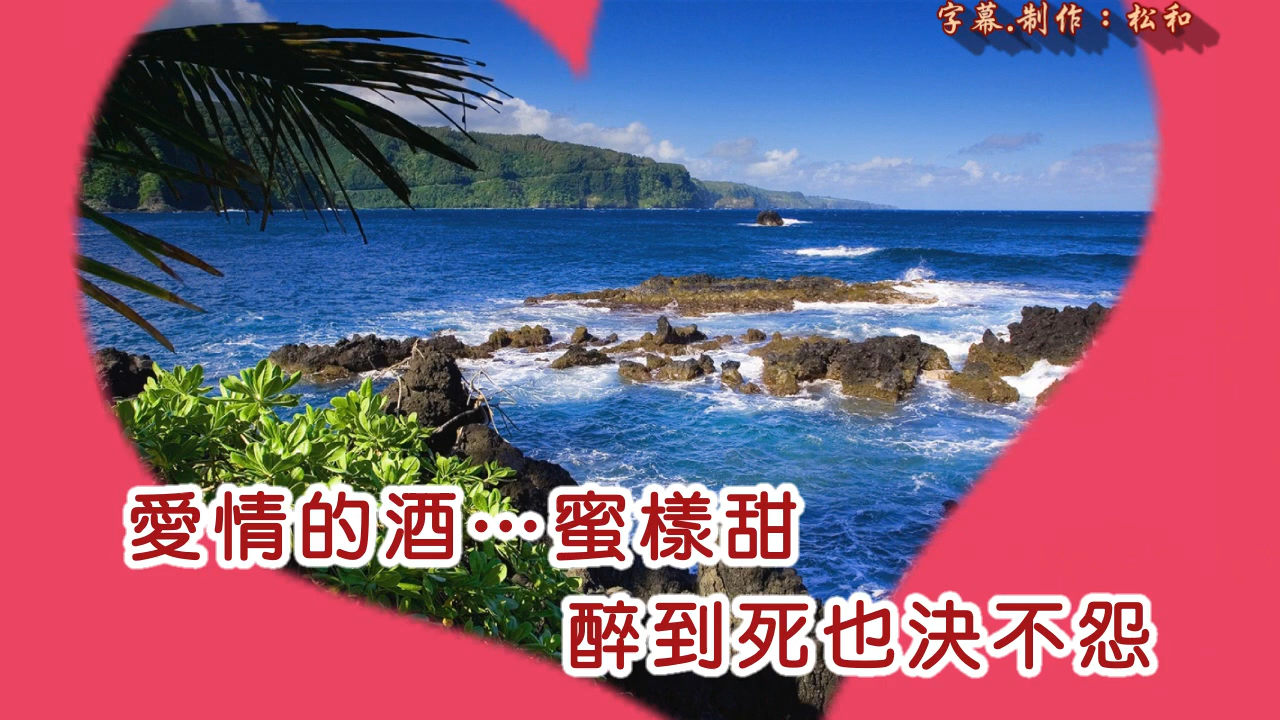 字幕.制作：松和
愛情的酒…蜜樣甜
醉到死也決不怨